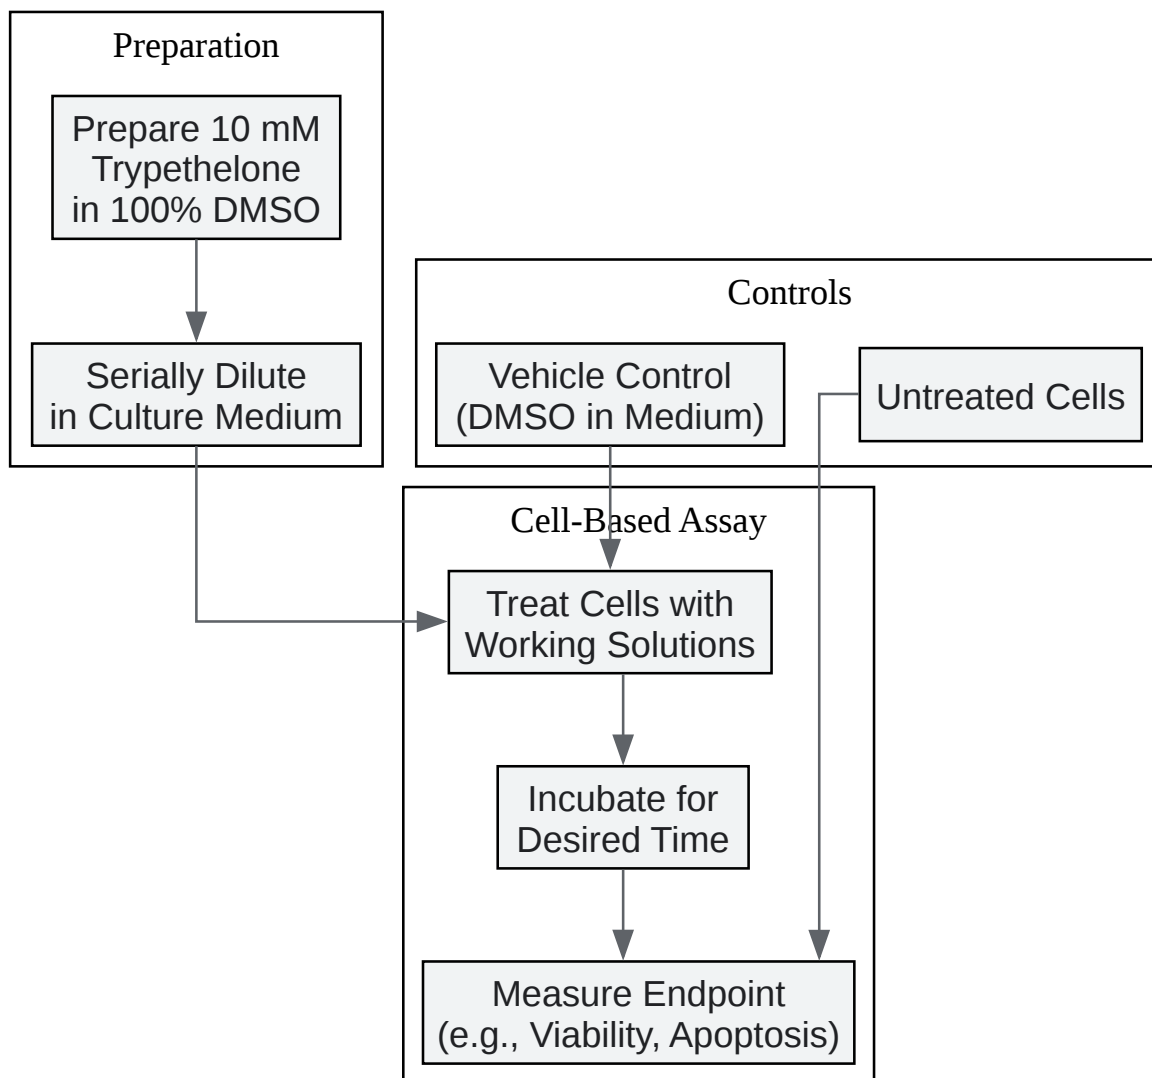 Preparation
Prepare 10 mM
Trypethelone
in 100% DMSO
Serially Dilute
in Culture Medium
Controls
Vehicle Control
(DMSO in Medium)
Untreated Cells
Cell-Based Assay
Treat Cells with
Working Solutions
Incubate for
Desired Time
Measure Endpoint
(e.g., Viability, Apoptosis)